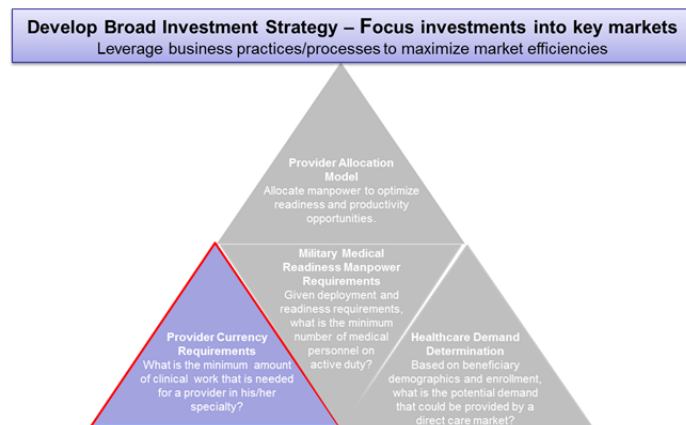 Develop Broad Investment Strategy – Focus investments into key markets
Leverage business practices/processes to maximize market efficiencies
Provider Allocation
Model
Allocate manpower to optimize
readiness and productivity
opportunities.
Military Medical
Readiness Manpower
Requirements
Given deployment and
readiness requirements,
what is the minimum
number of medical
personnel on
active duty?
Provider Currency
Requirements
What is the minimum amount
of clinical work that is needed
for a provider in his/her
specialty?
Healthcare Demand
Determination
Based on beneficiary
demographics and enrollment,
what is the potential demand
that could be provided by a
direct care market?